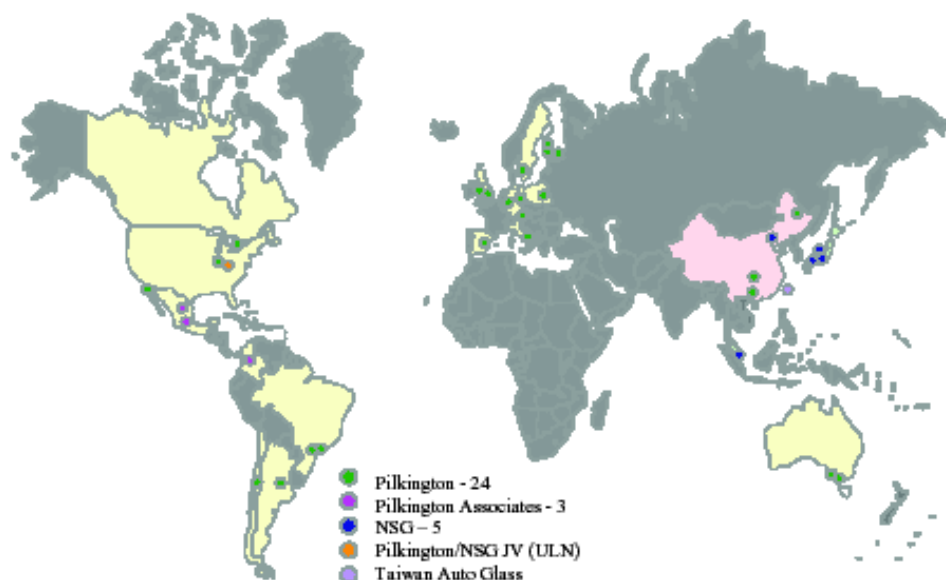 Pilkington - 24
Pilkington Associates - 3
NSG – 5
Pilkington/NSG JV (ULN)
Taiwan Auto Glass